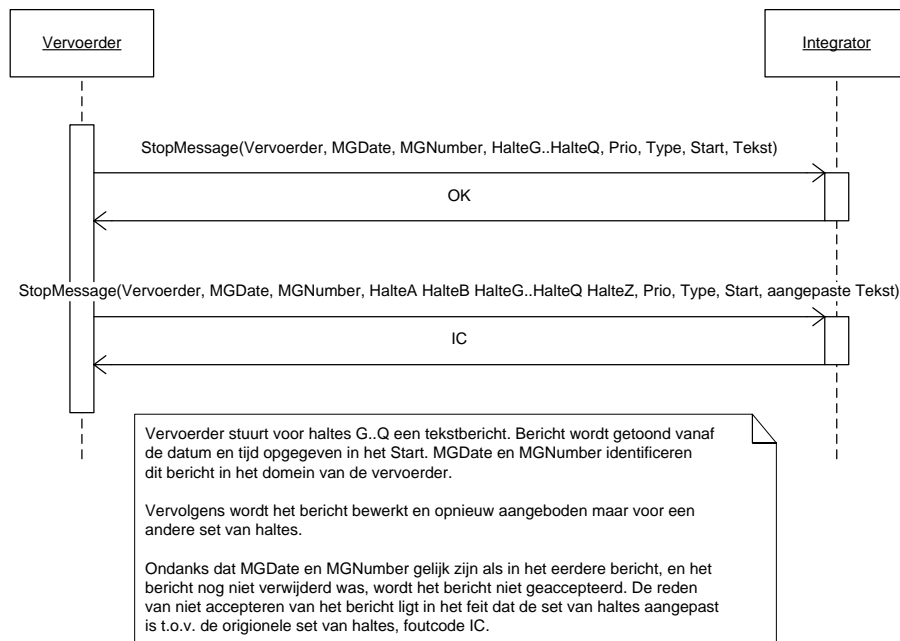 Vervoerder
Integrator
StopMessage(Vervoerder, MGDate, MGNumber, HalteG..HalteQ, Prio, Type, Start, Tekst)
OK
StopMessage(Vervoerder, MGDate, MGNumber, HalteA HalteB HalteG..HalteQ HalteZ, Prio, Type, Start, aangepaste Tekst)
IC
Vervoerder stuurt voor haltes G..Q een tekstbericht. Bericht wordt getoond vanaf
de datum en tijd opgegeven in het Start. MGDate en MGNumber identificeren
dit bericht in het domein van de vervoerder.
Vervolgens wordt het bericht bewerkt en opnieuw aangeboden maar voor een
andere set van haltes.
Ondanks dat MGDate en MGNumber gelijk zijn als in het eerdere bericht, en het
bericht nog niet verwijderd was, wordt het bericht niet geaccepteerd. De reden
van niet accepteren van het bericht ligt in het feit dat de set van haltes aangepast
is t.o.v. de origionele set van haltes, foutcode IC.